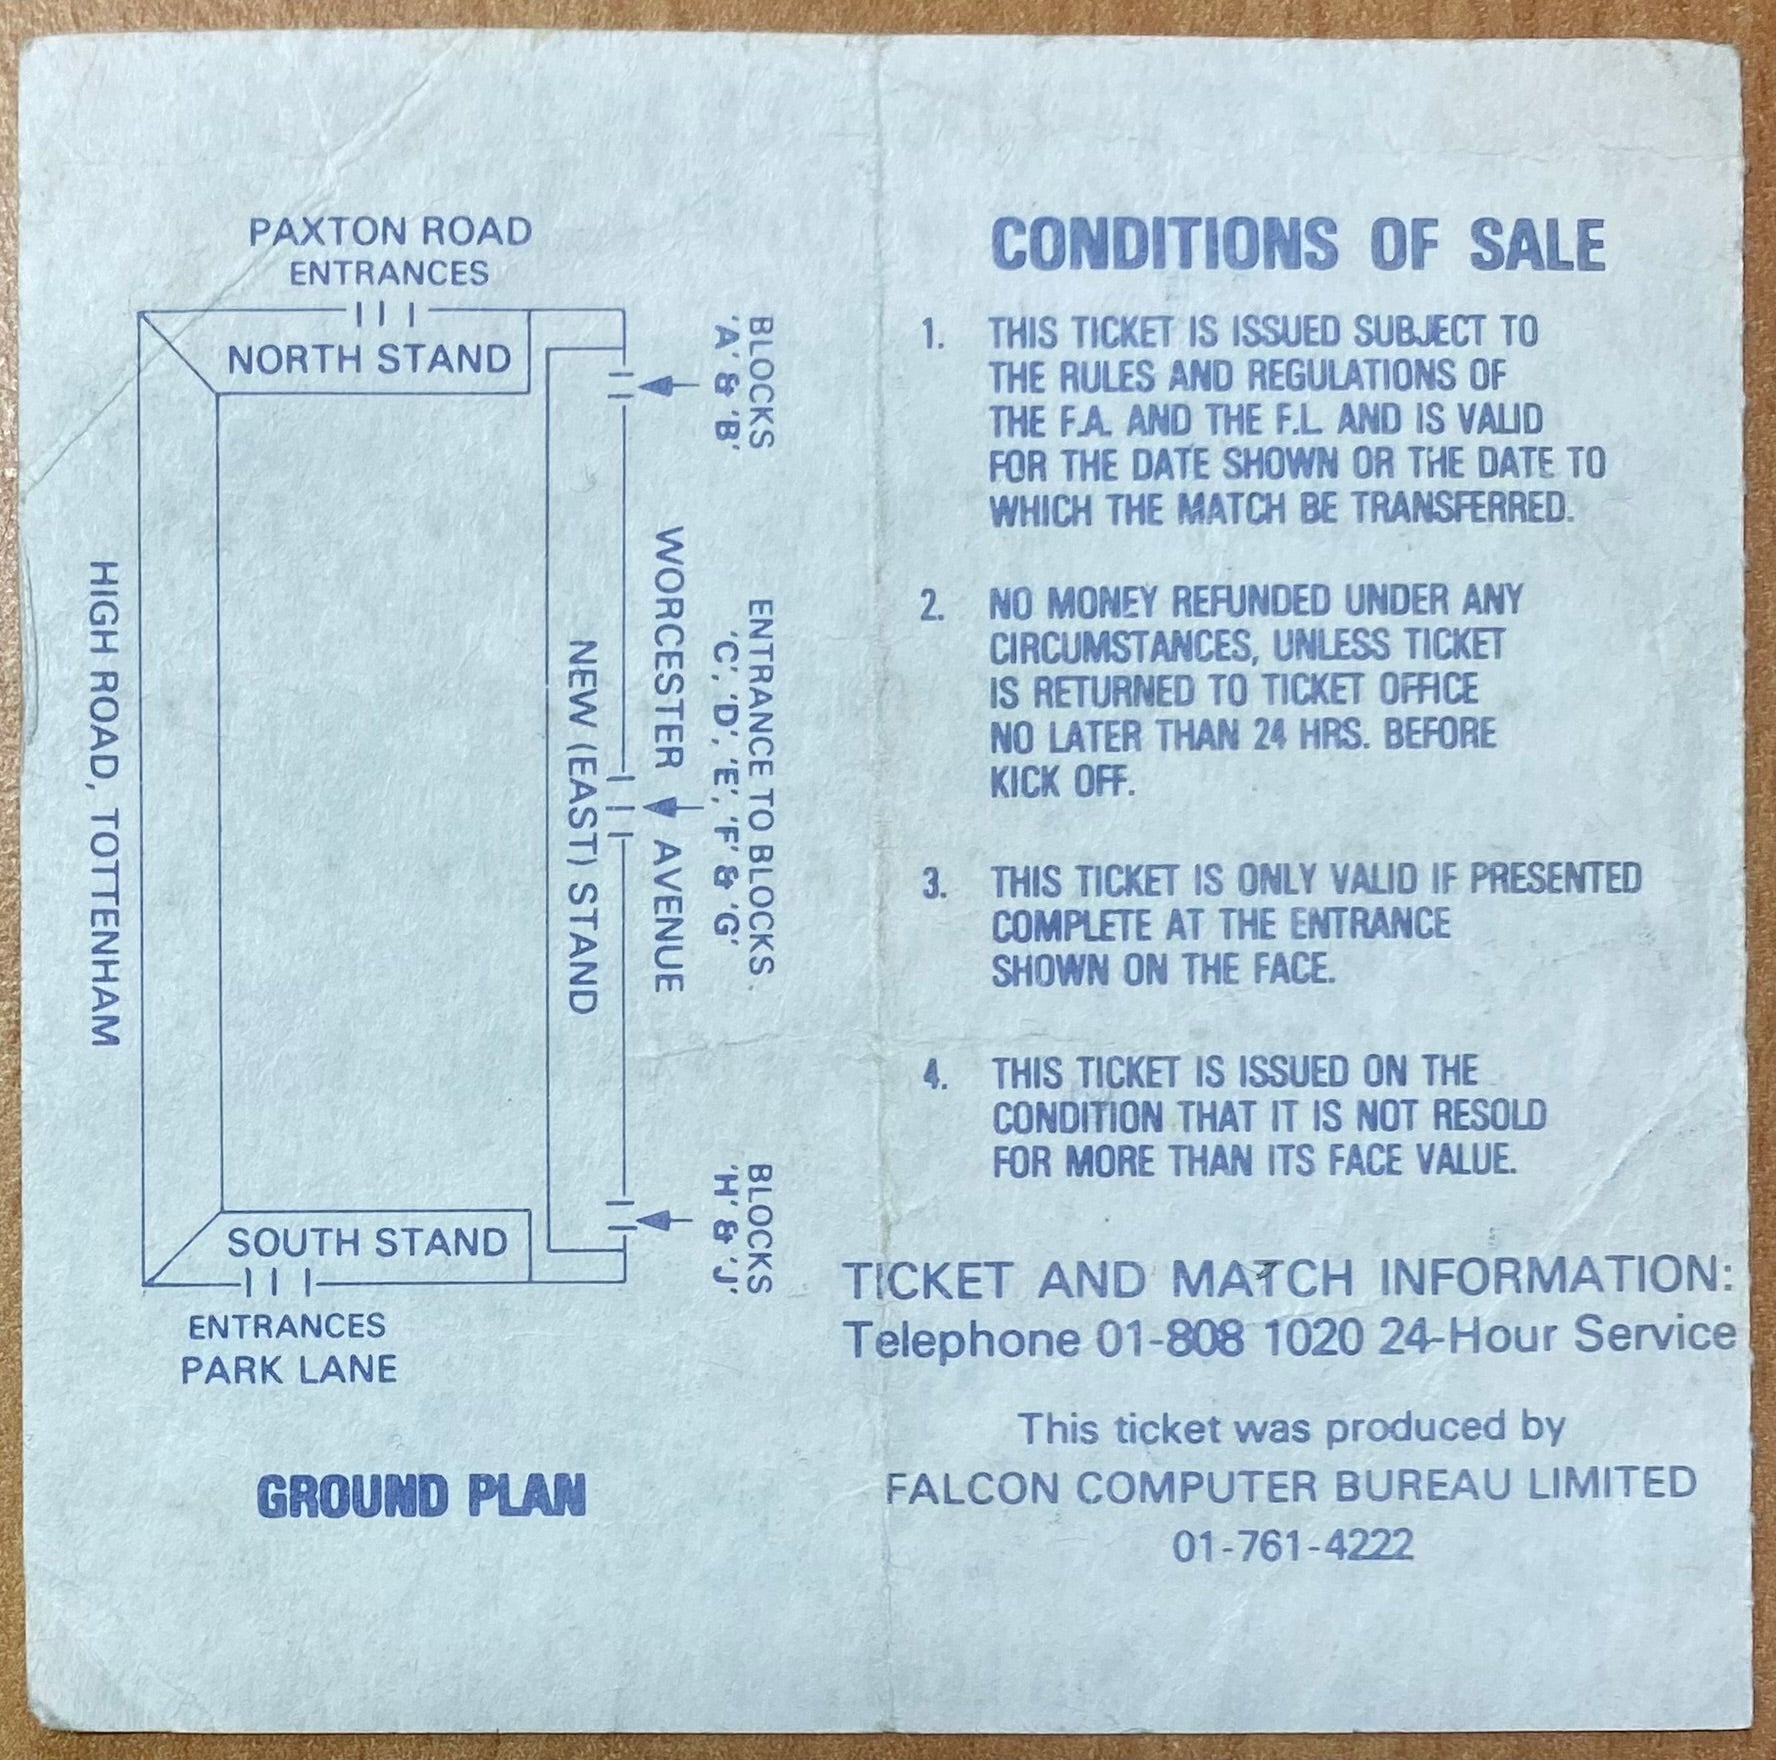 PAXTON ROAD
ENTRANCES
NORTH STAND
HIGH ROAD, TOTTENHAM
NEW (EAST) STAND
WORCESTER AVENUE
BLOCKS
'A' & 'B'
ENTRANCE TO BLOCKS.
'C', 'D', 'E', 'F' & 'G'
BLOCKS
'H' & 'J'
SOUTH STAND
ENTRANCES
PARK LANE
GROUND PLAN
CONDITIONS OF SALE
1. THIS TICKET IS ISSUED SUBJECT TO
THE RULES AND REGULATIONS OF
THE F.A. AND THE F.L. AND IS VALID
FOR THE DATE SHOWN OR THE DATE TO
WHICH THE MATCH BE TRANSFERRED.
2. NO MONEY REFUNDED UNDER ANY
CIRCUMSTANCES, UNLESS TICKET
IS RETURNED TO TICKET OFFICE
NO LATER THAN 24 HRS. BEFORE
KICK OFF.
3. THIS TICKET IS ONLY VALID IF PRESENTED
COMPLETE AT THE ENTRANCE
SHOWN ON THE FACE.
4. THIS TICKET IS ISSUED ON THE
CONDITION THAT IT IS NOT RESOLD
FOR MORE THAN ITS FACE VALUE.
TICKET AND MATCH INFORMATION:
Telephone 01-808 1020 24-Hour Service
This ticket was produced by
FALCON COMPUTER BUREAU LIMITED
01-761-4222